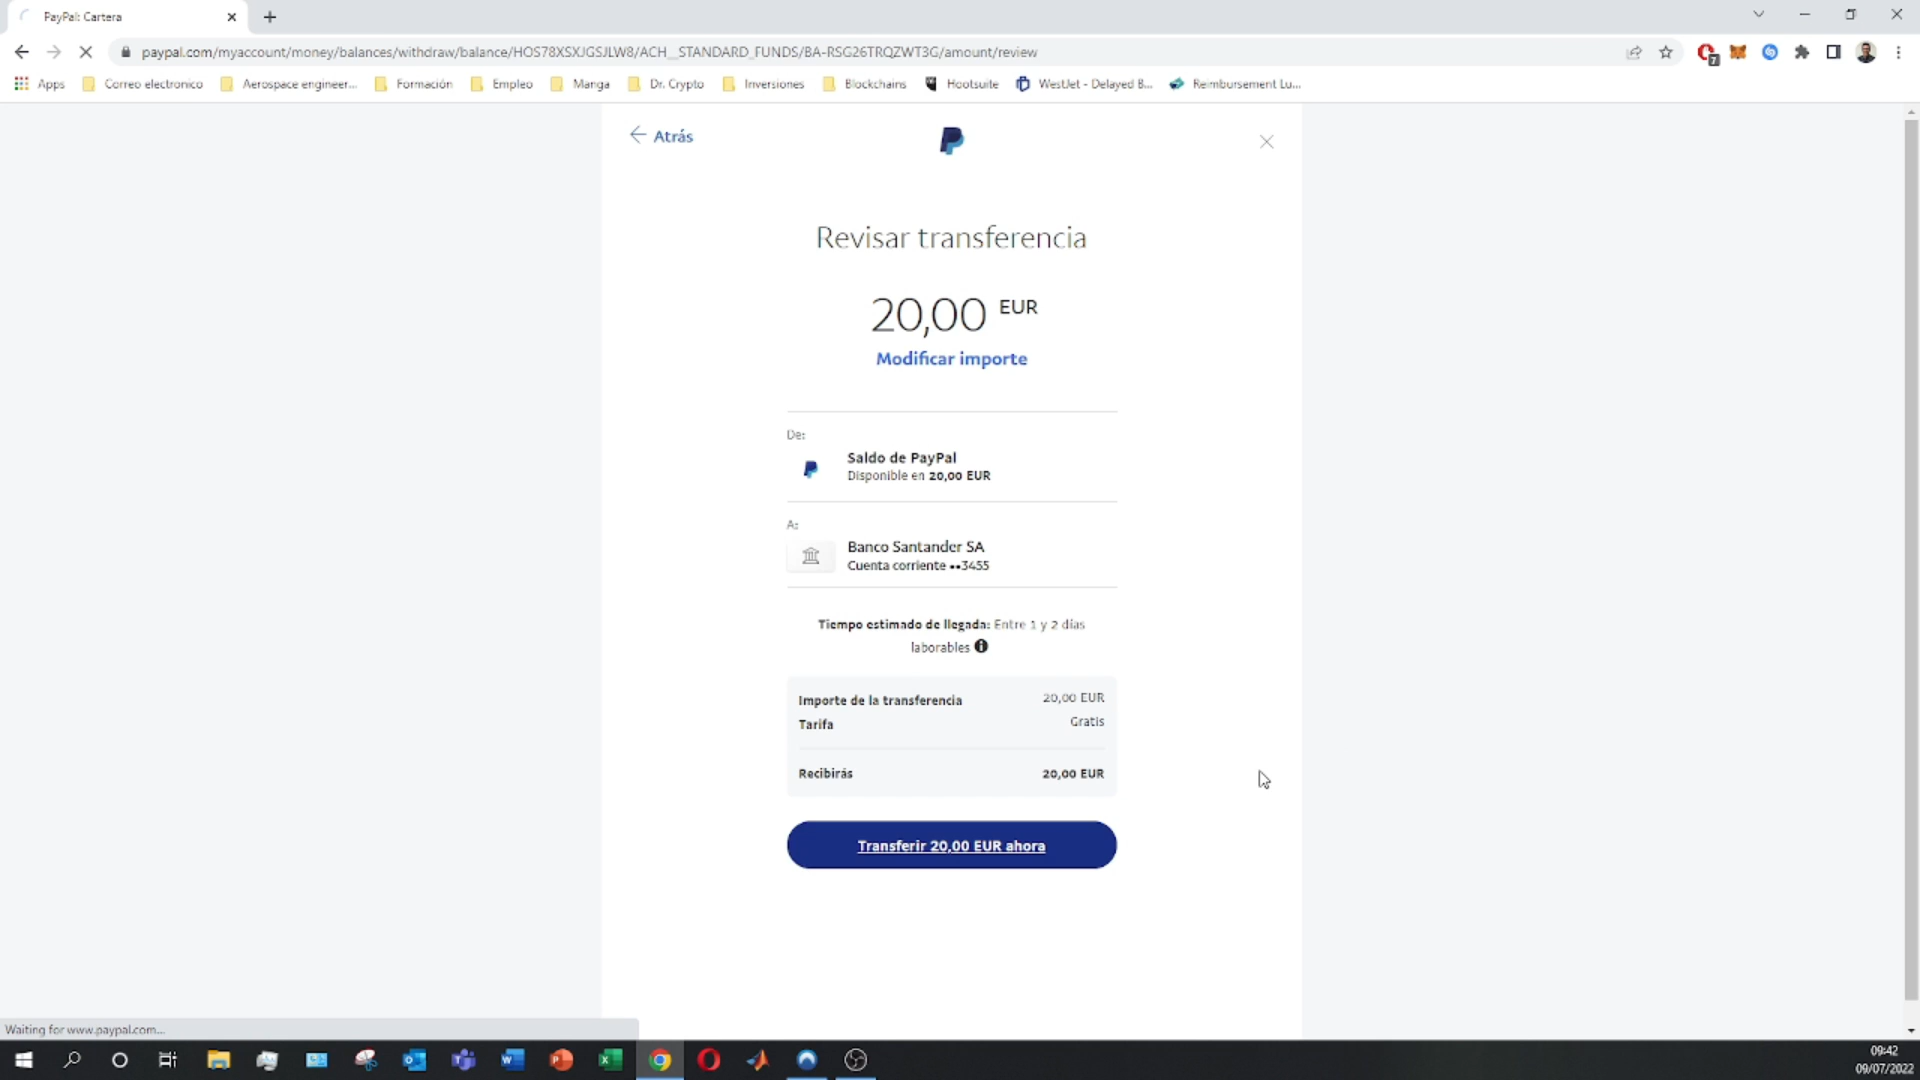 PayPal: Cartera
paypal.com/myaccount/money/balances/withdraw/balance/HOS78XSXJGSJLW8/ACH__STANDARD_FUNDS/BA-RSG26TRQZWT3G/amount/review
7
Apps Correo electronico Aerospace engineer... Formación Empleo Manga Dr. Crypto Inversiones Blockchains Hootsuite WestJet - Delayed B... Reimbursement Lu...
Atrás
Revisar transferencia
20,00 EUR
Modificar importe
De:
Saldo de PayPal
Disponible en 20,00 EUR
A:
Banco Santander SA
Cuenta corriente ••3455
Tiempo estimado de llegada: Entre 1 y 2 días
laborables
Importe de la transferencia 20,00 EUR
Tarifa Gratis
Recibirás 20,00 EUR
Transferir 20,00 EUR ahora
Waiting for www.paypal.com...
09:42
09/07/2022